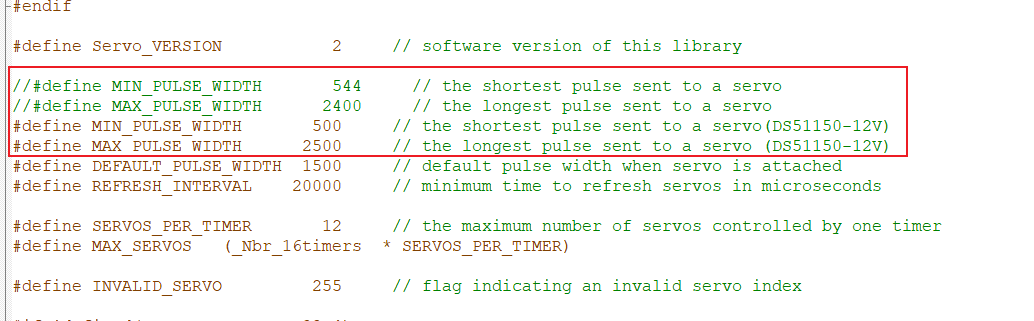 #endif
#define Servo_VERSION 2 // software version of this library
//#define MIN_PULSE_WIDTH 544 // the shortest pulse sent to a servo
//#define MAX_PULSE_WIDTH 2400 // the longest pulse sent to a servo
#define MIN_PULSE_WIDTH 500 // the shortest pulse sent to a servo(DS51150-12V)
#define MAX_PULSE_WIDTH 2500 // the longest pulse sent to a servo (DS51150-12V)
#define DEFAULT_PULSE_WIDTH 1500 // default pulse width when servo is attached
#define REFRESH_INTERVAL 20000 // minimum time to refresh servos in microseconds
#define SERVOS_PER_TIMER 12 // the maximum number of servos controlled by one timer
#define MAX_SERVOS (_Nbr_16timers * SERVOS_PER_TIMER)
#define INVALID_SERVO 255 // flag indicating an invalid servo index